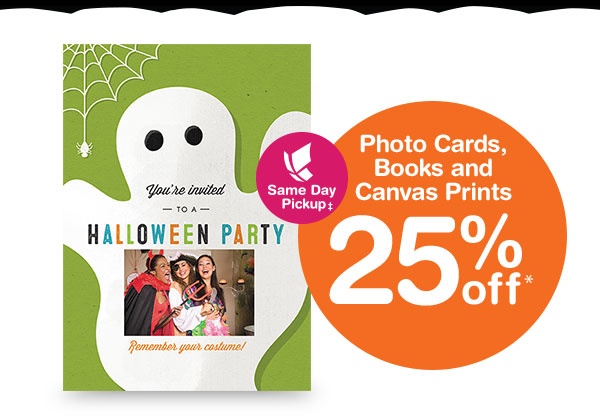 You're invited
— TO A —
HALLOWEEN PARTY
Remember your costume!
Same Day
Pickup‡
Photo Cards,
Books and
Canvas Prints
25% off*